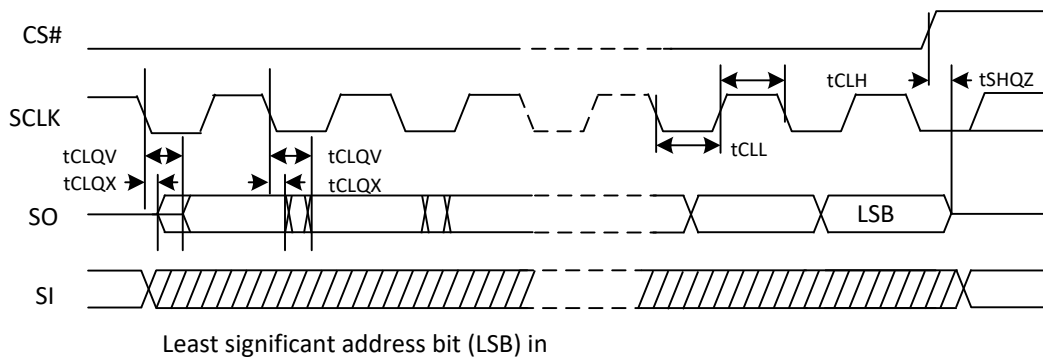 CS#
tCLH
tSHQZ
SCLK
tCLQV
tCLQV
tCLL
tCLQX
tCLQX
SO
LSB
SI
Least significant address bit (LSB) in